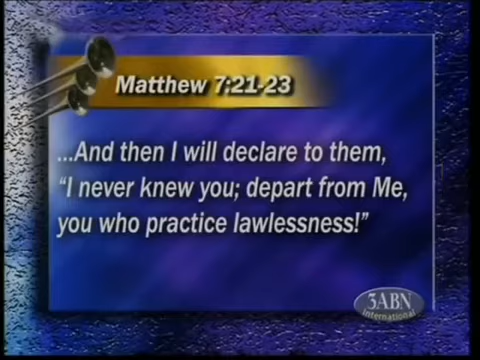 Matthew 7:21-23
...And then I will declare to them,
“I never knew you; depart from Me,
you who practice lawlessness!”
3ABN
International